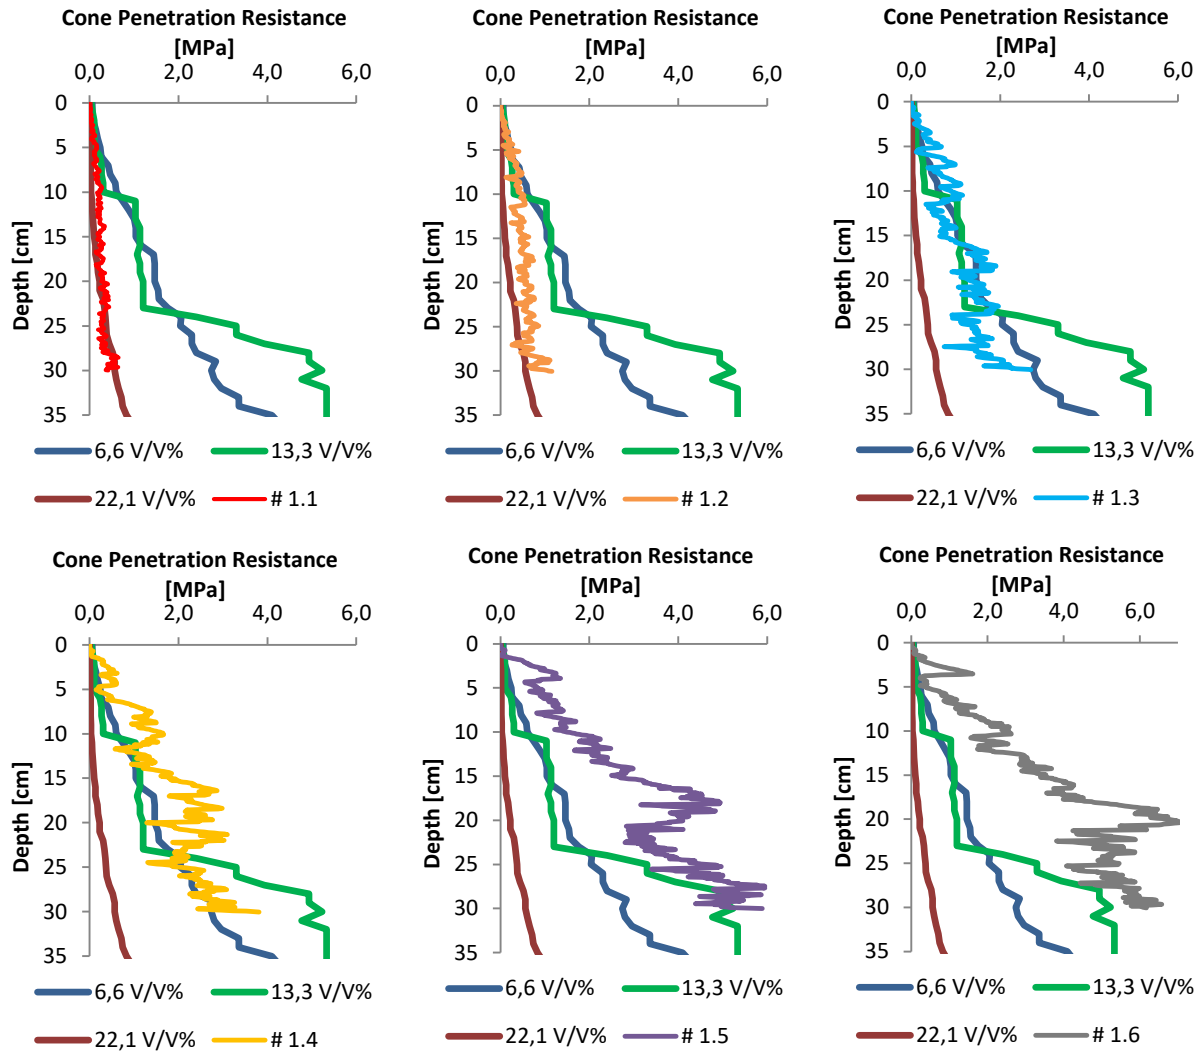 Cone Penetration Resistance
[MPa]
0,0 2,0 4,0 6,0
0
5
10
15
20
25
30
35
Depth [cm]
6,6 V/V% 13,3 V/V%
22,1 V/V% # 1.1
Cone Penetration Resistance
[MPa]
0,0 2,0 4,0 6,0
0
5
10
15
20
25
30
35
Depth [cm]
6,6 V/V% 13,3 V/V%
22,1 V/V% # 1.2
Cone Penetration Resistance
[MPa]
0,0 2,0 4,0 6,0
0
5
10
15
20
25
30
35
Depth [cm]
6,6 V/V% 13,3 V/V%
22,1 V/V% # 1.3
Cone Penetration Resistance
[MPa]
0,0 2,0 4,0 6,0
0
5
10
15
20
25
30
35
Depth [cm]
6,6 V/V% 13,3 V/V%
22,1 V/V% # 1.4
Cone Penetration Resistance
[MPa]
0,0 2,0 4,0 6,0
0
5
10
15
20
25
30
35
Depth [cm]
6,6 V/V% 13,3 V/V%
22,1 V/V% # 1.5
Cone Penetration Resistance
[MPa]
0,0 2,0 4,0 6,0
0
5
10
15
20
25
30
35
Depth [cm]
6,6 V/V% 13,3 V/V%
22,1 V/V% # 1.6